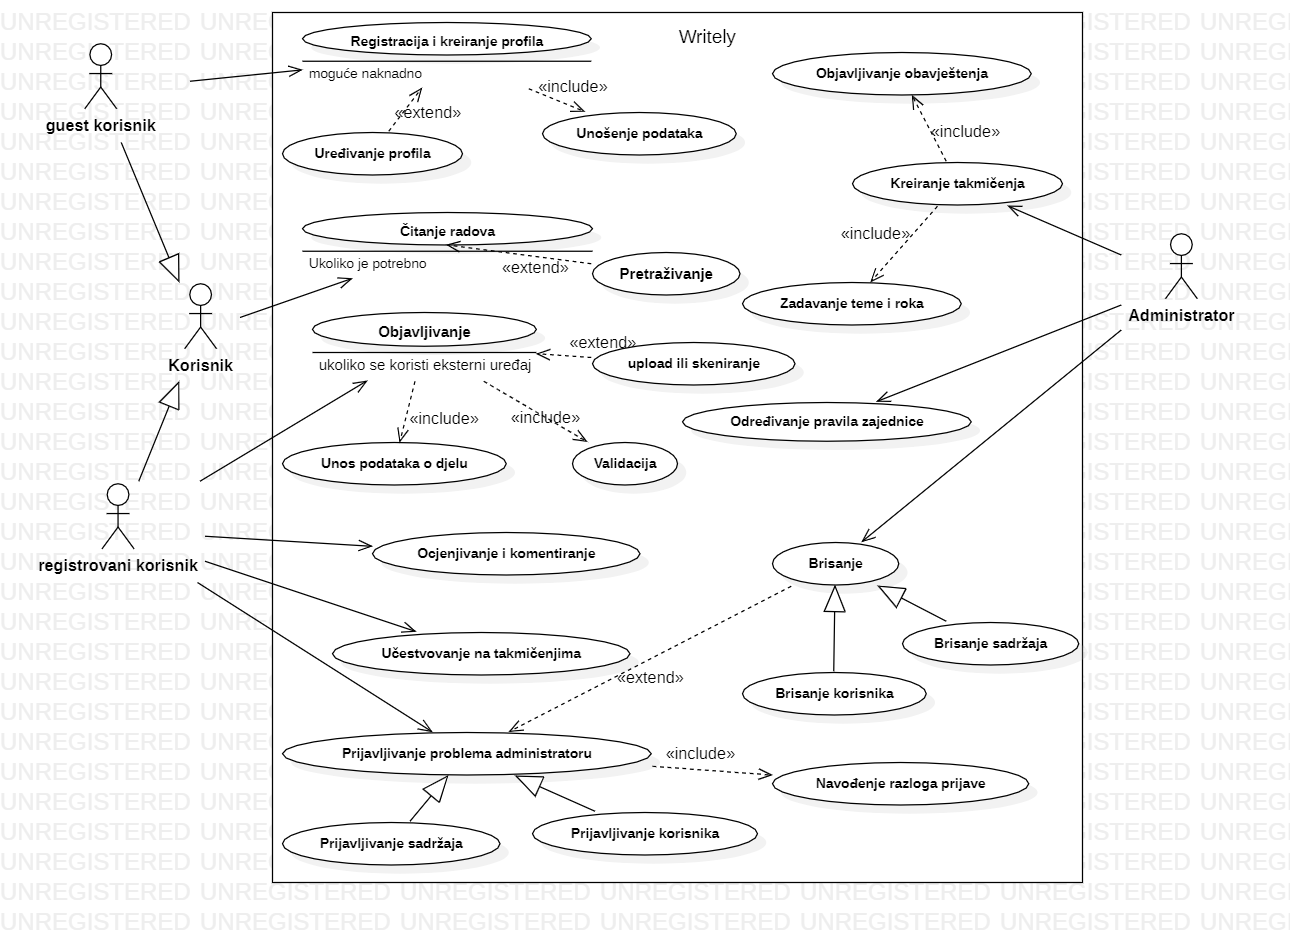 Writely
Registracija i kreiranje profila
moguće naknadno
«include»
«extend»
Unošenje podataka
Uređivanje profila
Objavljivanje obavještenja
«include»
Kreiranje takmičenja
«include»
Zadavanje teme i roka
guest korisnik
Korisnik
registrovani korisnik
Administrator
Čitanje radova
Ukoliko je potrebno
«extend»
Pretraživanje
Objavljivanje
ukoliko se koristi eksterni uređaj
«extend»
upload ili skeniranje
«include»
«include»
Unos podataka o djelu
Validacija
Određivanje pravila zajednice
Ocjenjivanje i komentiranje
Brisanje
Učestvovanje na takmičenjima
Brisanje sadržaja
«extend»
Brisanje korisnika
Prijavljivanje problema administratoru
«include»
Navođenje razloga prijave
Prijavljivanje sadržaja
Prijavljivanje korisnika
UNREGISTERED UNREGISTERED UNREGISTERED UNREGISTERED UNREGISTERED UNREGISTERED